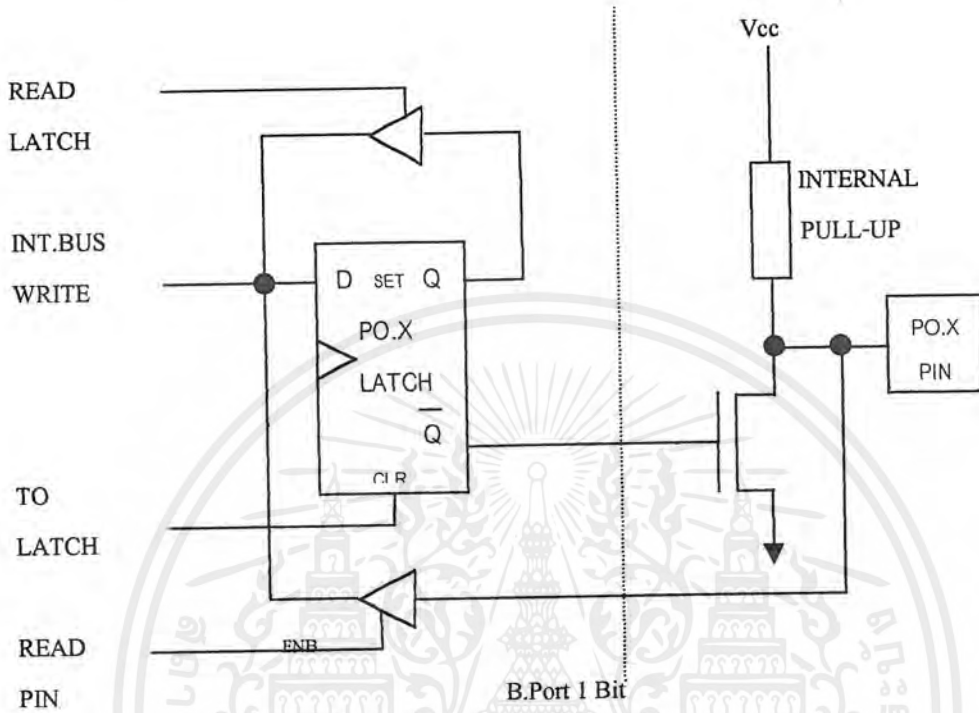 Vcc
READ
LATCH
INTERNAL
PULL-UP
INT.BUS
WRITE
D SET Q
PO.X
LATCH
Q
CLR
PO.X
PIN
TO
LATCH
READ
PIN
ENB
B.Port 1 Bit